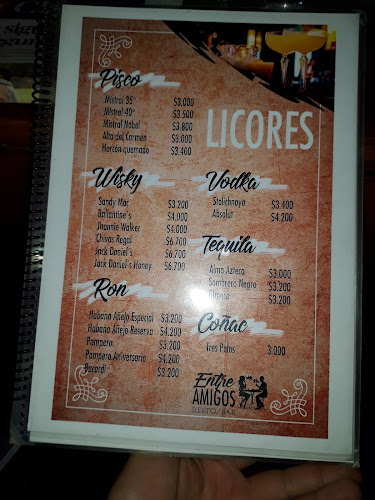 LICORES
Pisco
Mistral 35° $3.000
Mistral 40° $3.500
Mistral Nobel $3.800
Alto del Carmén $3.000
Horcón quemado $3.400
Wisky
Sandy Mac $3.200
Ballantine's $4.000
Jhonnie Walker $4.000
Chivas Regal $6.700
Jack Daniel's $6.700
Jack Daniel's Honey $6.700
Ron
Habana Añejo Especial $3.200
Habana Añejo Reserva $4.200
Pampero $3.200
Pampero Aniversario $4.200
Bacardi $3.200
Vodka
Stolichnaya $3.400
Absolut $4.200
Tequila
Alma Azteca $3.000
Sombrero Negro $3.200
Olmeca $3.200
Coñac
Tres Palos 3.000
Entre
AMIGOS
RESTO BAR